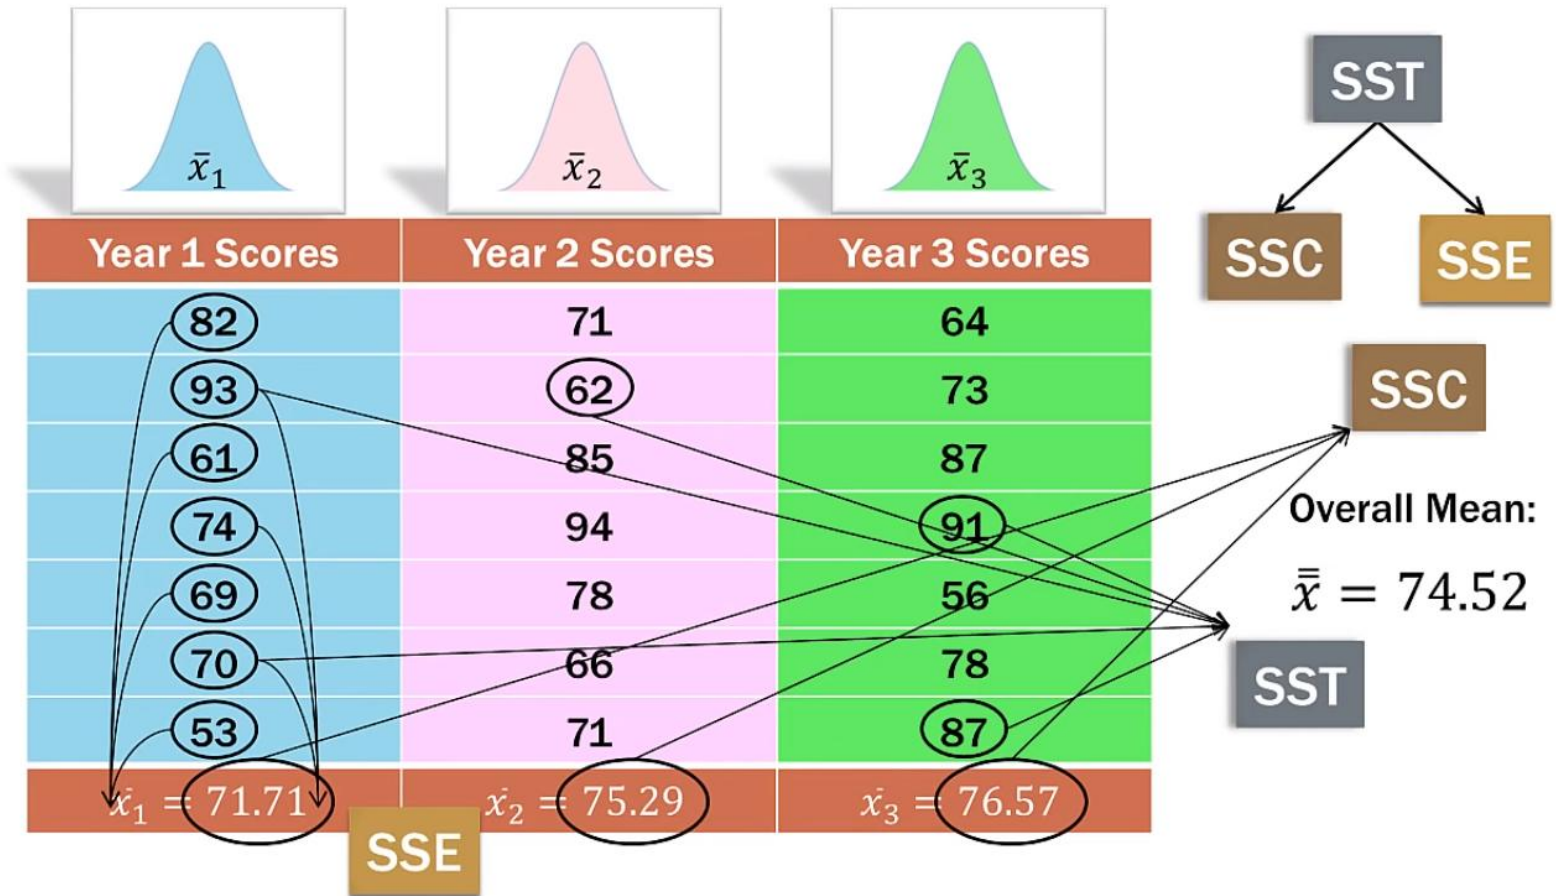 x̄₁
x̄₂
x̄₃
SST
SSC
SSE
Year 1 Scores Year 2 Scores Year 3 Scores
82 71 64
93 62 73
61 85 87
74 94 91
69 78 56
70 66 78
53 71 87
x̄₁ = 71.71 x̄₂ = 75.29 x̄₃ = 76.57
SSE
SSC
Overall Mean:
x̿ = 74.52
SST